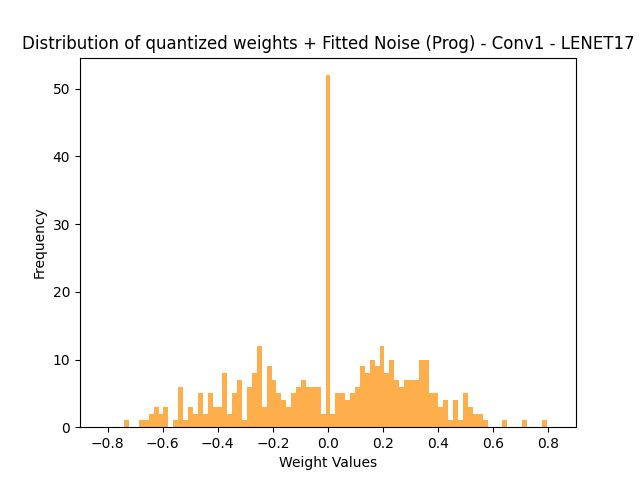 Distribution of quantized weights + Fitted Noise (Prog) - Conv1 - LENET17
50
40
30
20
10
0
Frequency
−0.8 −0.6 −0.4 −0.2 0.0 0.2 0.4 0.6 0.8
Weight Values